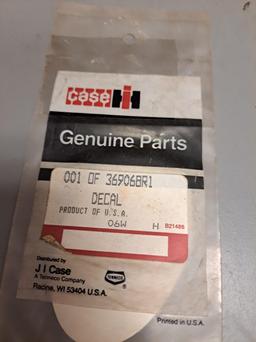 case IH
Genuine Parts
001 OF 369068R1
DECAL
PRODUCT OF U.S.A.
06W H B21486
Distributed by
J I Case
A Tenneco Company
TENNECO
Racine, WI 53404 U.S.A.
Printed in U.S.A.